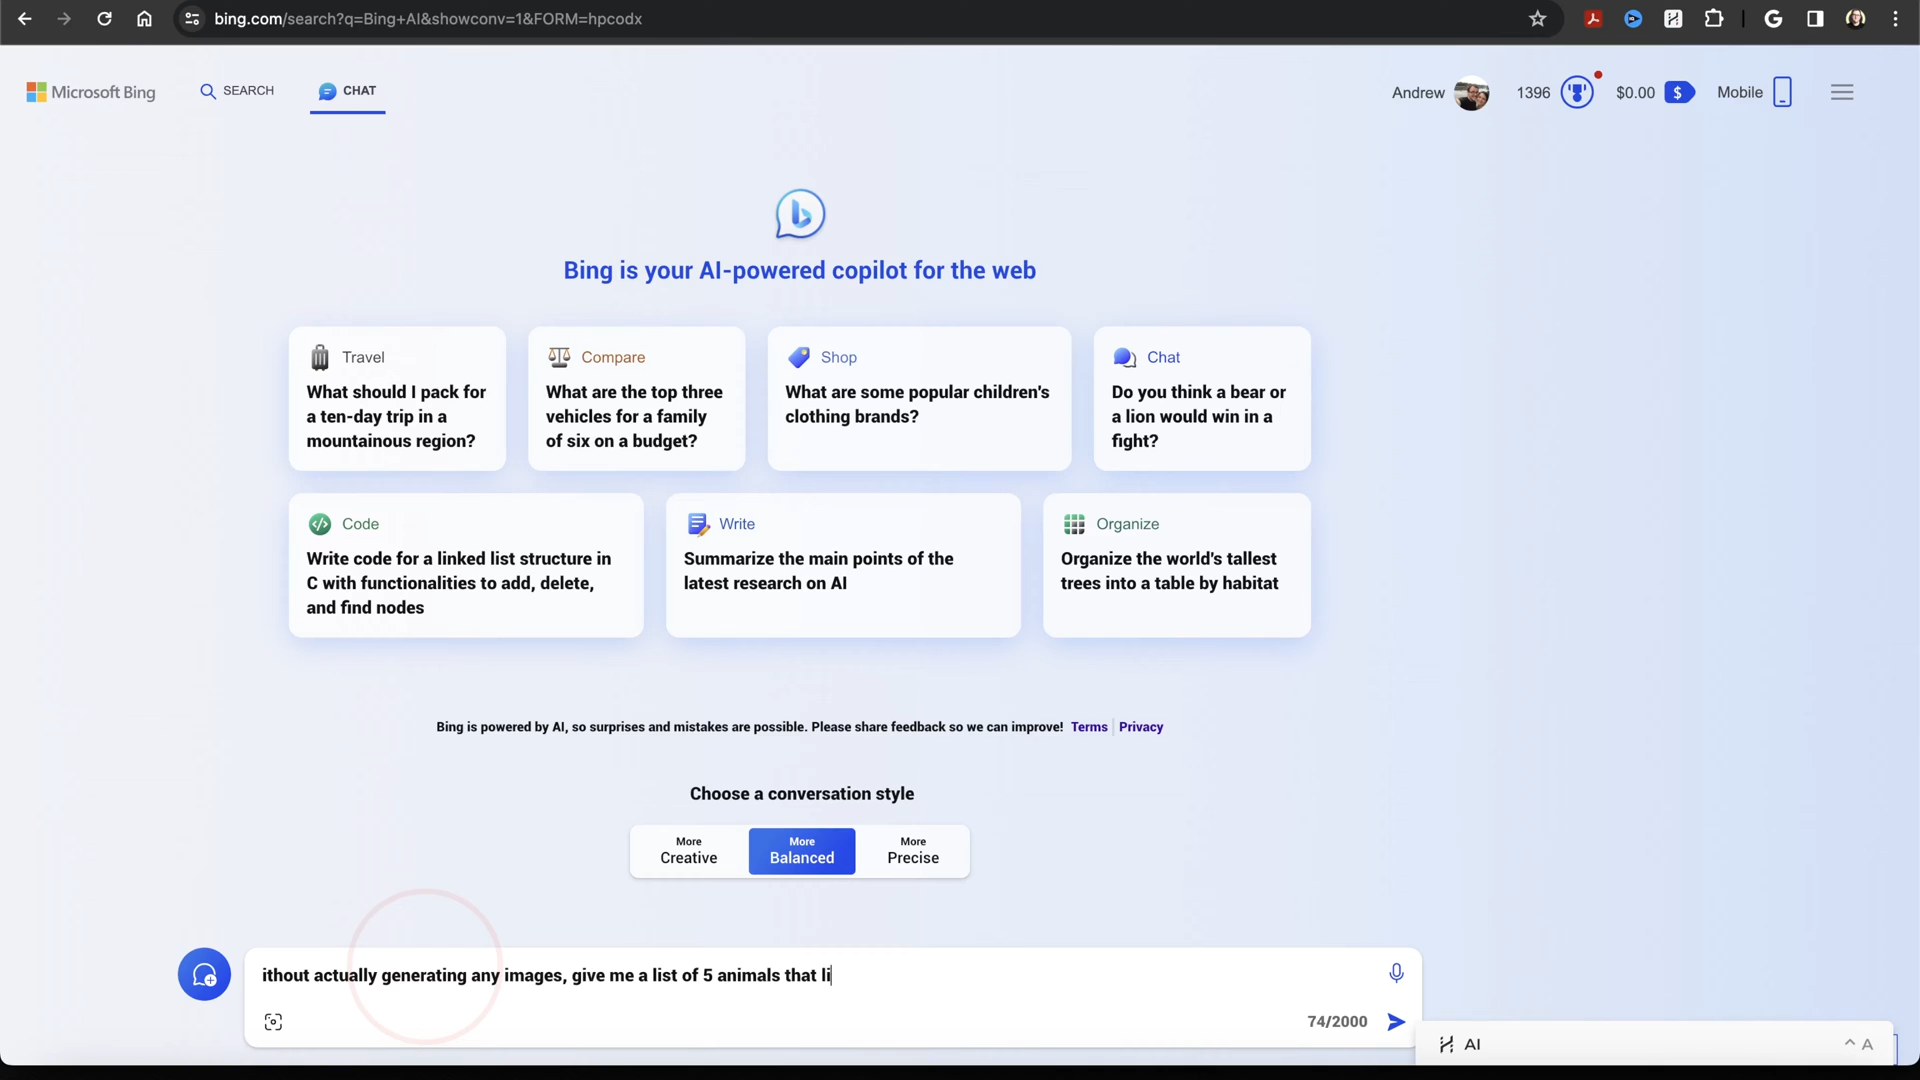 bing.com/search?q=Bing+AI&showconv=1&FORM=hpcodx
Microsoft Bing
SEARCH
CHAT
Andrew
1396
$0.00
$
Mobile
Bing is your AI-powered copilot for the web
Travel
What should I pack for
a ten-day trip in a
mountainous region?
Compare
What are the top three
vehicles for a family
of six on a budget?
Shop
What are some popular children's
clothing brands?
Chat
Do you think a bear or
a lion would win in a
fight?
Code
Write code for a linked list structure in
C with functionalities to add, delete,
and find nodes
Write
Summarize the main points of the
latest research on AI
Organize
Organize the world's tallest
trees into a table by habitat
Bing is powered by AI, so surprises and mistakes are possible. Please share feedback so we can improve! Terms Privacy
Choose a conversation style
More
Creative
More
Balanced
More
Precise
ithout actually generating any images, give me a list of 5 animals that li
74/2000
AI
A